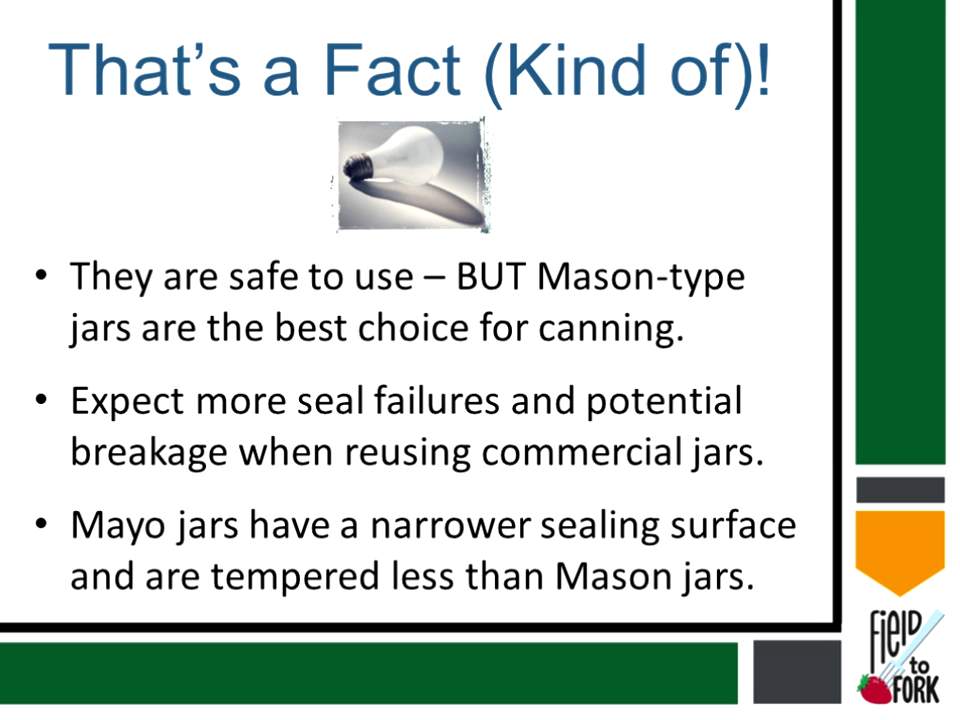 That's a Fact (Kind of)!
• They are safe to use – BUT Mason-type
jars are the best choice for canning.
• Expect more seal failures and potential
breakage when reusing commercial jars.
• Mayo jars have a narrower sealing surface
and are tempered less than Mason jars.
FielD
to
FORK